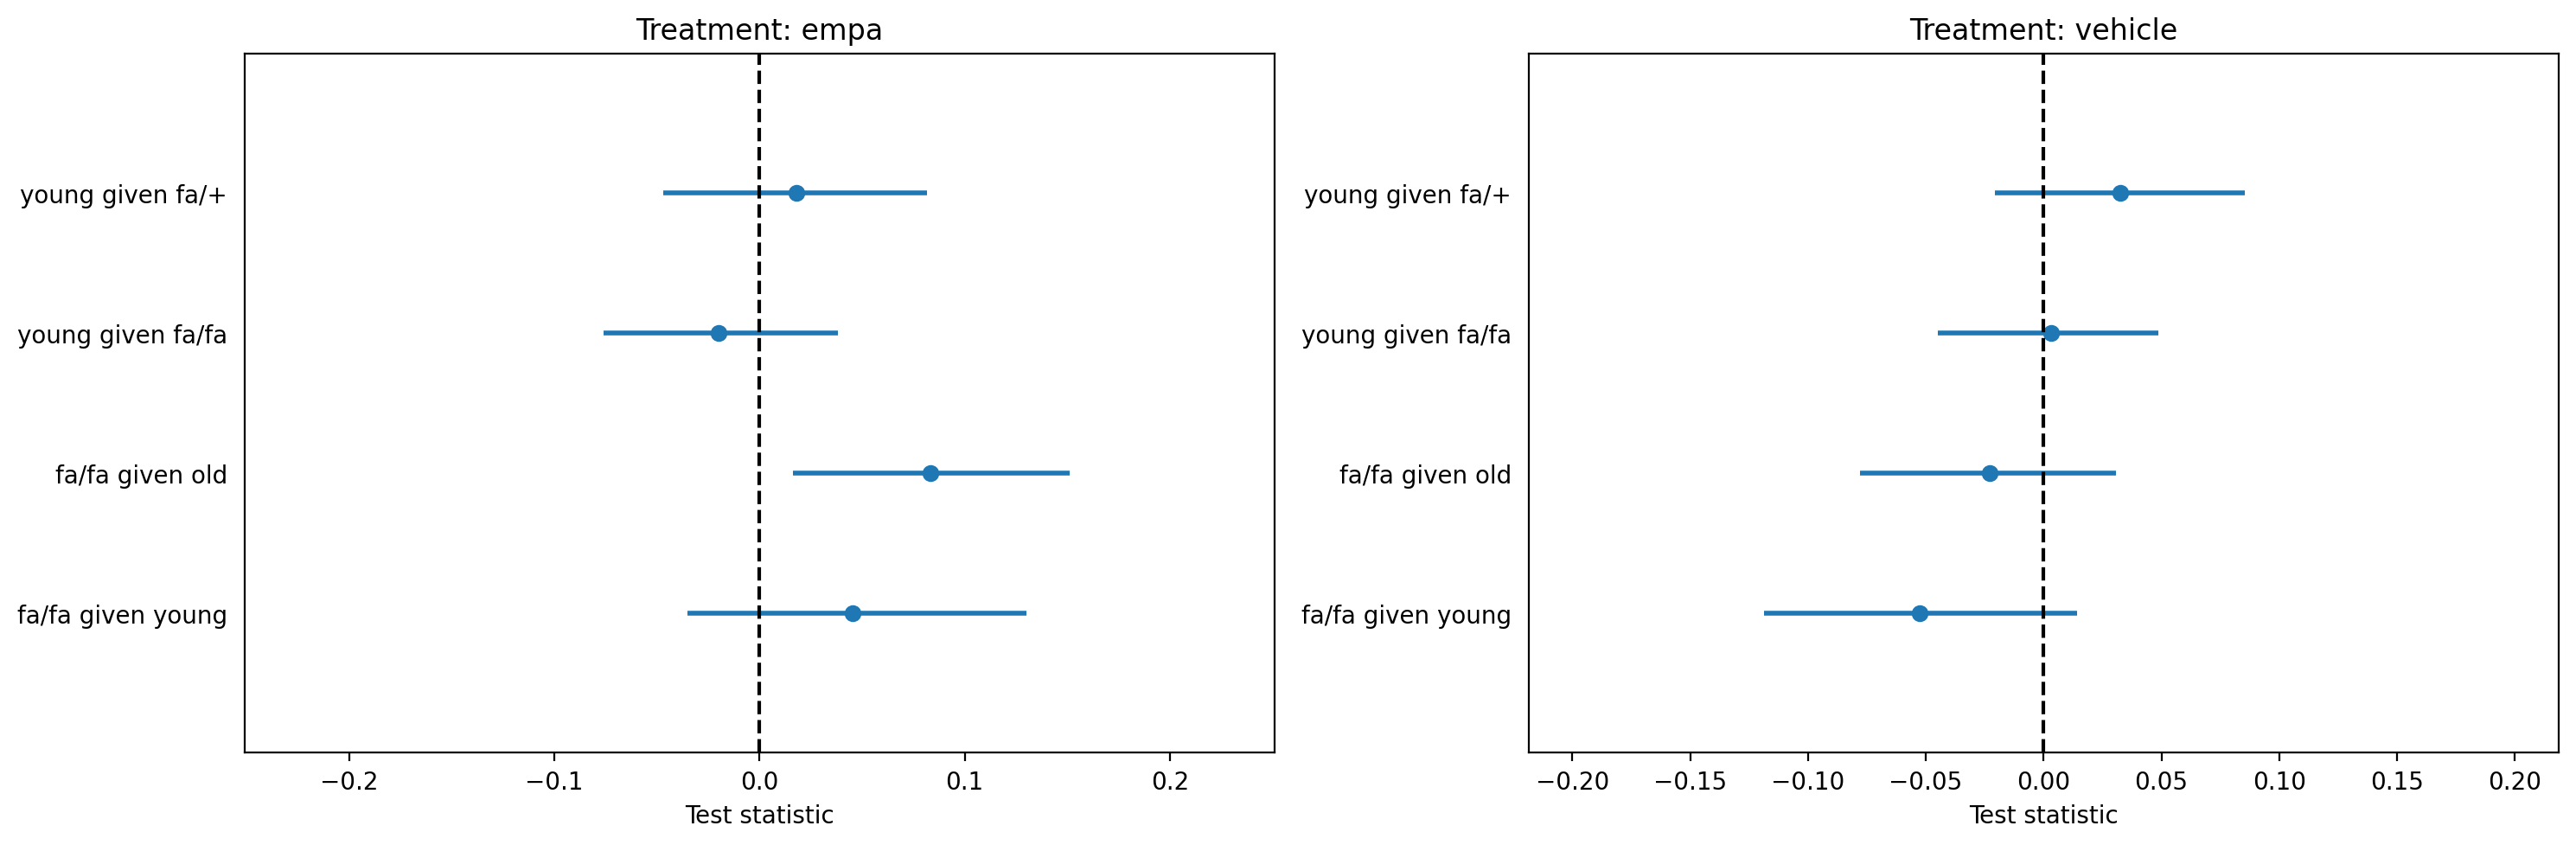 Treatment: empa
young given fa/+
young given fa/fa
fa/fa given old
fa/fa given young
−0.2 −0.1 0.0 0.1 0.2
Test statistic
Treatment: vehicle
young given fa/+
young given fa/fa
fa/fa given old
fa/fa given young
−0.20 −0.15 −0.10 −0.05 0.00 0.05 0.10 0.15 0.20
Test statistic